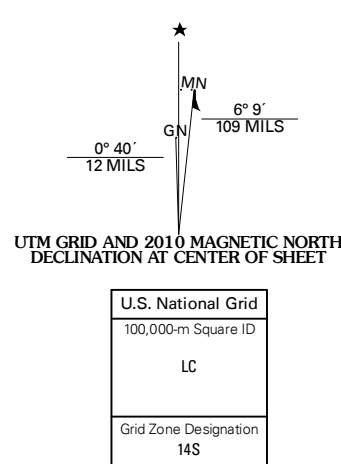 MN
GN
6° 9´
109 MILS
0° 40´
12 MILS
UTM GRID AND 2010 MAGNETIC NORTH
DECLINATION AT CENTER OF SHEET
U.S. National Grid
100,000-m Square ID
LC
Grid Zone Designation
14S